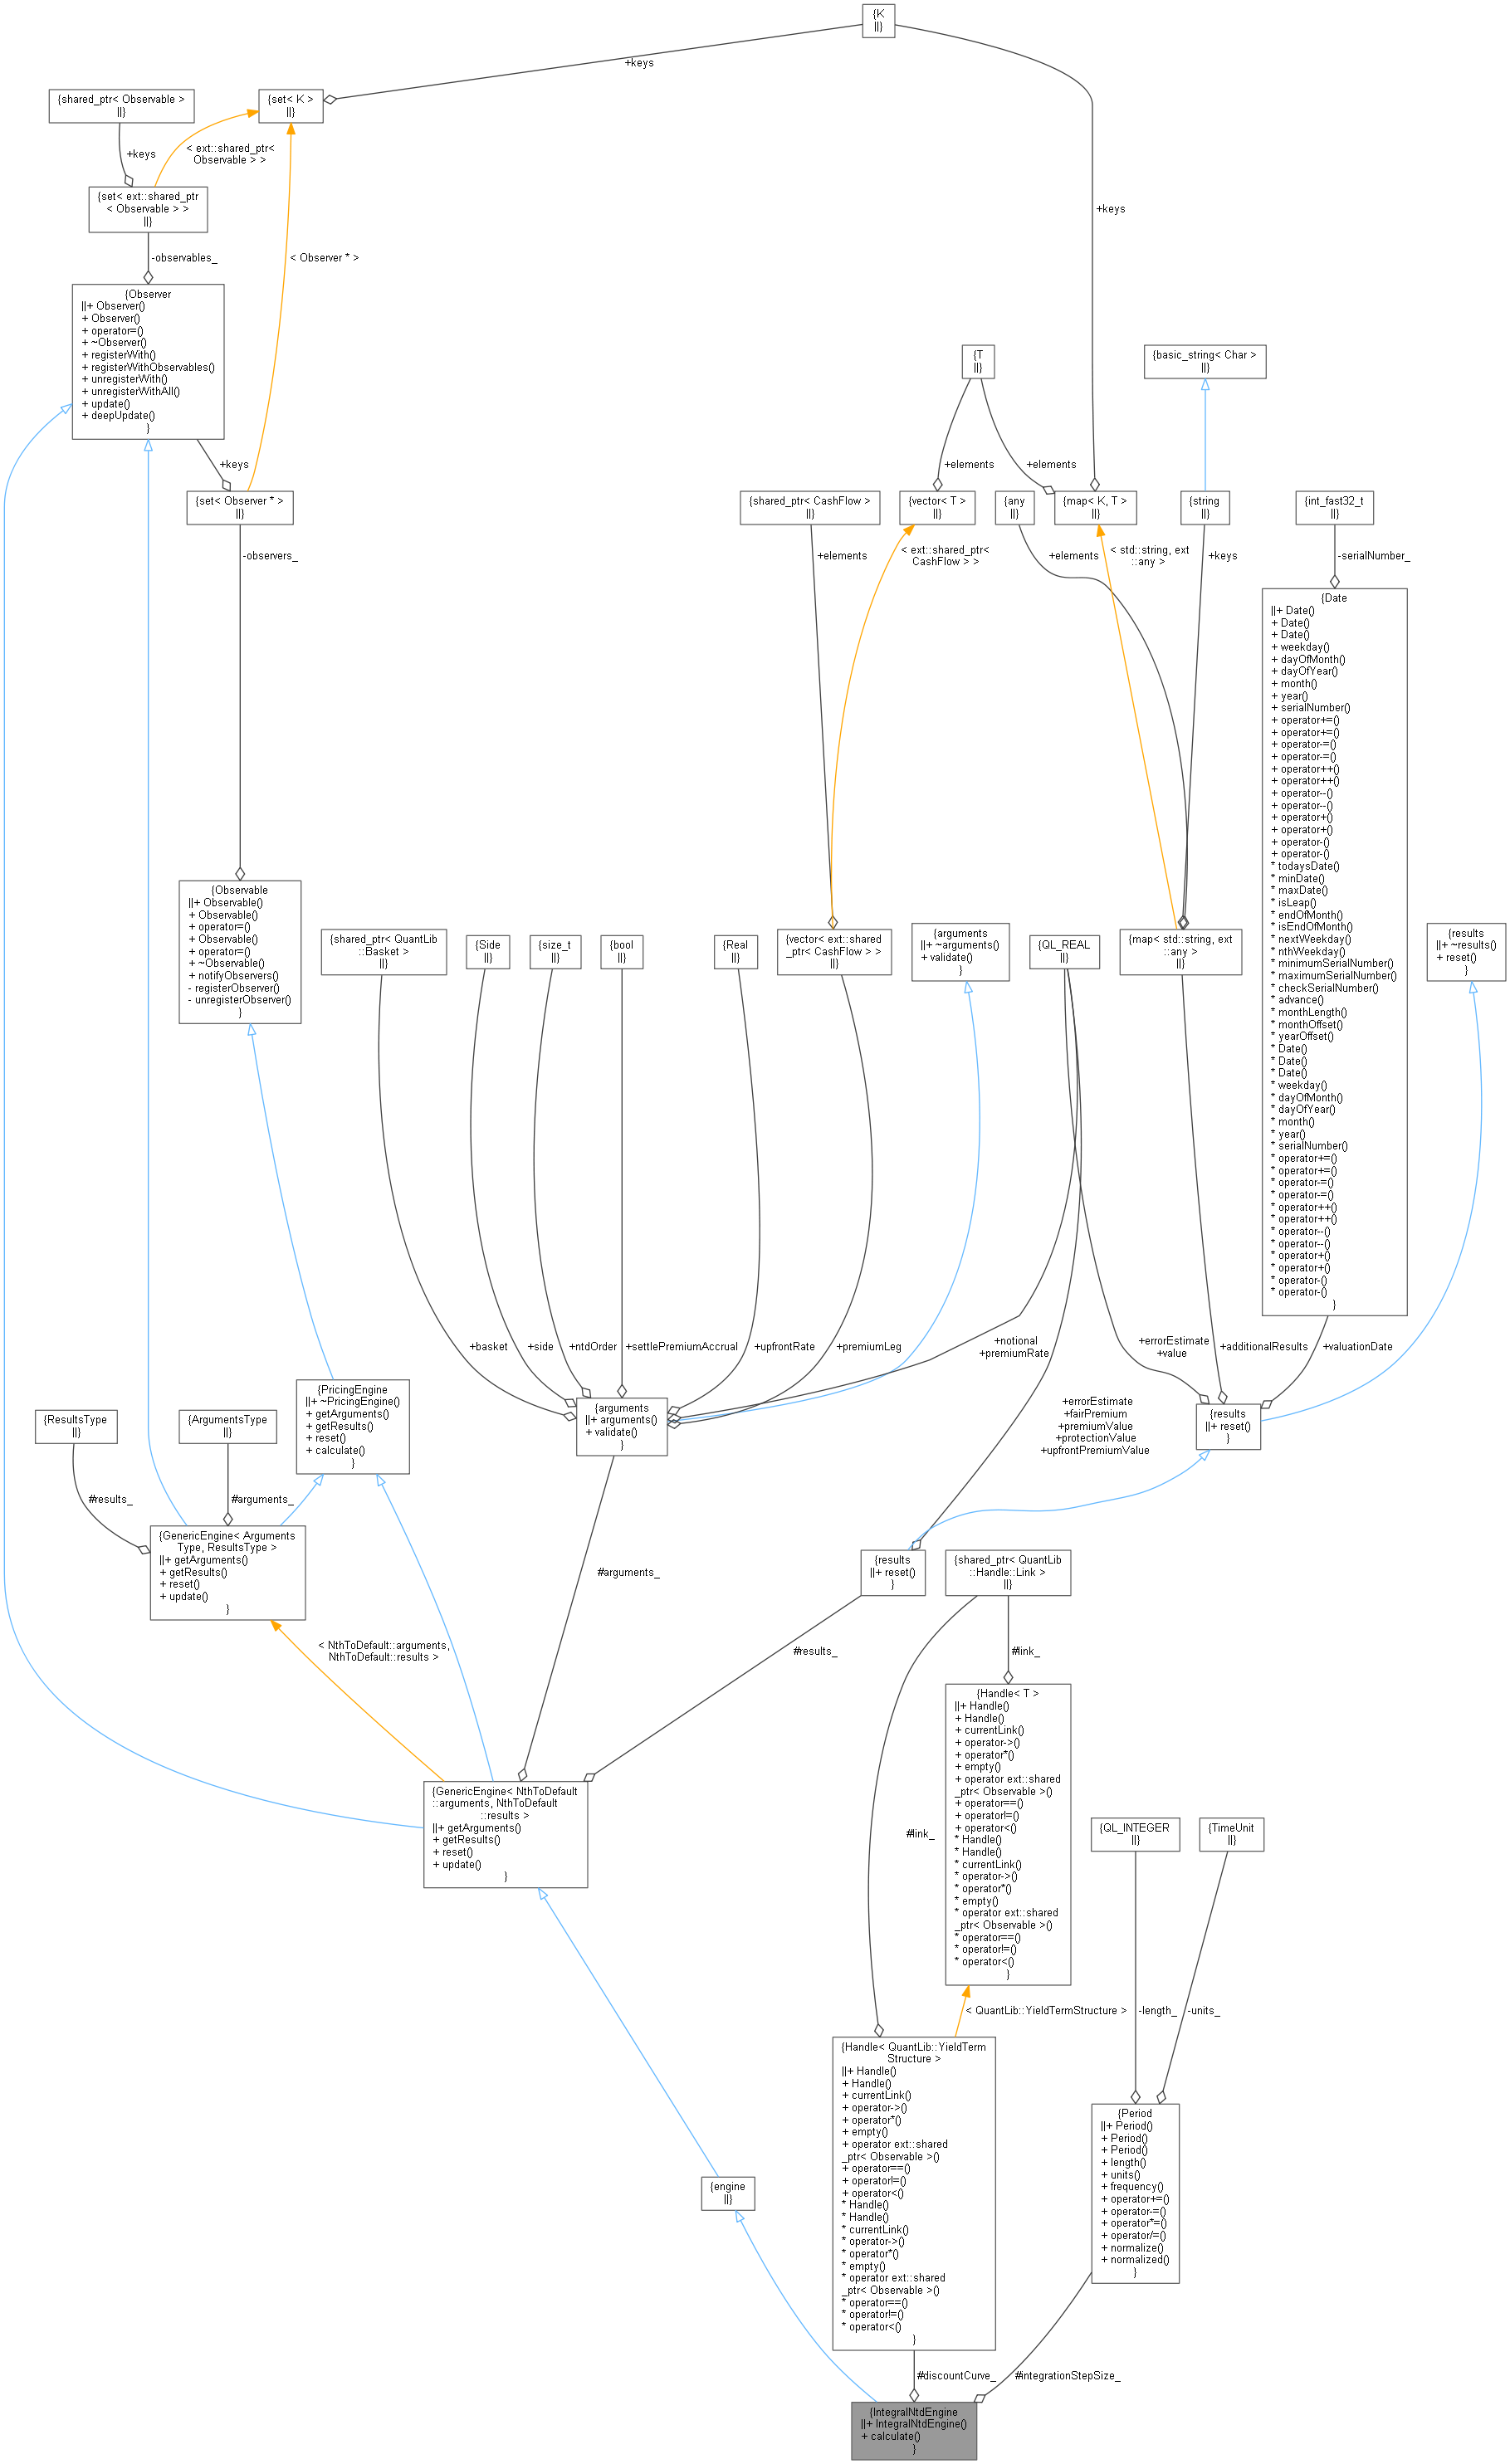 {K
||}
+keys
{shared_ptr< Observable >
||}
{set< K >
||}
+keys
< ext::shared_ptr<
Observable > >
{set< ext::shared_ptr
< Observable > >
||}
+keys
-observables_
< Observer * >
{Observer
||+ Observer()
+ Observer()
+ operator=()
+ ~Observer()
+ registerWith()
+ registerWithObservables()
+ unregisterWith()
+ unregisterWithAll()
+ update()
+ deepUpdate()
}
{T
||}
{basic_string< Char >
||}
+keys
+elements
+elements
{set< Observer * >
||}
{shared_ptr< CashFlow >
||}
{vector< T >
||}
{any
||}
{map< K, T >
||}
{string
||}
{int_fast32_t
||}
-observers_
+elements
< ext::shared_ptr<
CashFlow > >
+elements
< std::string, ext
::any >
+keys
-serialNumber_
{Date
||+ Date()
+ Date()
+ Date()
+ weekday()
+ dayOfMonth()
+ dayOfYear()
+ month()
+ year()
+ serialNumber()
+ operator+=()
+ operator+=()
+ operator-=()
+ operator-=()
+ operator++()
+ operator++()
+ operator--()
+ operator--()
+ operator+()
+ operator+()
+ operator-()
+ operator-()
* todaysDate()
* minDate()
* maxDate()
* isLeap()
* endOfMonth()
* isEndOfMonth()
* nextWeekday()
* nthWeekday()
* minimumSerialNumber()
* maximumSerialNumber()
* checkSerialNumber()
* advance()
* monthLength()
* monthOffset()
* yearOffset()
* Date()
* Date()
* Date()
* weekday()
* dayOfMonth()
* dayOfYear()
* month()
* year()
* serialNumber()
* operator+=()
* operator+=()
* operator-=()
* operator-=()
* operator++()
* operator++()
* operator--()
* operator--()
* operator+()
* operator+()
* operator-()
* operator-()
}
{Observable
||+ Observable()
+ Observable()
+ operator=()
+ Observable()
+ operator=()
+ ~Observable()
+ notifyObservers()
- registerObserver()
- unregisterObserver()
}
{shared_ptr< QuantLib
::Basket >
||}
{Side
||}
{size_t
||}
{bool
||}
{Real
||}
{vector< ext::shared
_ptr< CashFlow > >
||}
{arguments
||+ ~arguments()
+ validate()
}
{QL_REAL
||}
{map< std::string, ext
::any >
||}
{results
||+ ~results()
+ reset()
}
+basket
+side
+ntdOrder
+settlePremiumAccrual
+upfrontRate
+premiumLeg
+notional
+premiumRate
+errorEstimate
+value
+additionalResults
+valuationDate
{PricingEngine
||+ ~PricingEngine()
+ getArguments()
+ getResults()
+ reset()
+ calculate()
}
{ResultsType
||}
{ArgumentsType
||}
{arguments
||+ arguments()
+ validate()
}
+errorEstimate
+fairPremium
+premiumValue
+protectionValue
+upfrontPremiumValue
{results
||+ reset()
}
#results_
#arguments_
{GenericEngine< Arguments
Type, ResultsType >
||+ getArguments()
+ getResults()
+ reset()
+ update()
}
#arguments_
{results
||+ reset()
}
{shared_ptr< QuantLib
::Handle::Link >
||}
< NthToDefault::arguments,
NthToDefault::results >
#results_
#link_
{Handle< T >
||+ Handle()
+ Handle()
+ currentLink()
+ operator->()
+ operator*()
+ empty()
+ operator ext::shared
_ptr< Observable >()
+ operator==()
+ operator!=()
+ operator<()
* Handle()
* Handle()
* currentLink()
* operator->()
* operator*()
* empty()
* operator ext::shared
_ptr< Observable >()
* operator==()
* operator!=()
* operator<()
}
{GenericEngine< NthToDefault
::arguments, NthToDefault
::results >
||+ getArguments()
+ getResults()
+ reset()
+ update()
}
#link_
{QL_INTEGER
||}
{TimeUnit
||}
< QuantLib::YieldTermStructure >
-length_
-units_
{Handle< QuantLib::YieldTerm
Structure >
||+ Handle()
+ Handle()
+ currentLink()
+ operator->()
+ operator*()
+ empty()
+ operator ext::shared
_ptr< Observable >()
+ operator==()
+ operator!=()
+ operator<()
* Handle()
* Handle()
* currentLink()
* operator->()
* operator*()
* empty()
* operator ext::shared
_ptr< Observable >()
* operator==()
* operator!=()
* operator<()
}
{Period
||+ Period()
+ Period()
+ Period()
+ length()
+ units()
+ frequency()
+ operator+=()
+ operator-=()
+ operator*=()
+ operator/=()
+ normalize()
+ normalized()
}
{engine
||}
#discountCurve_
#integrationStepSize_
{IntegralNtdEngine
||+ IntegralNtdEngine()
+ calculate()
}